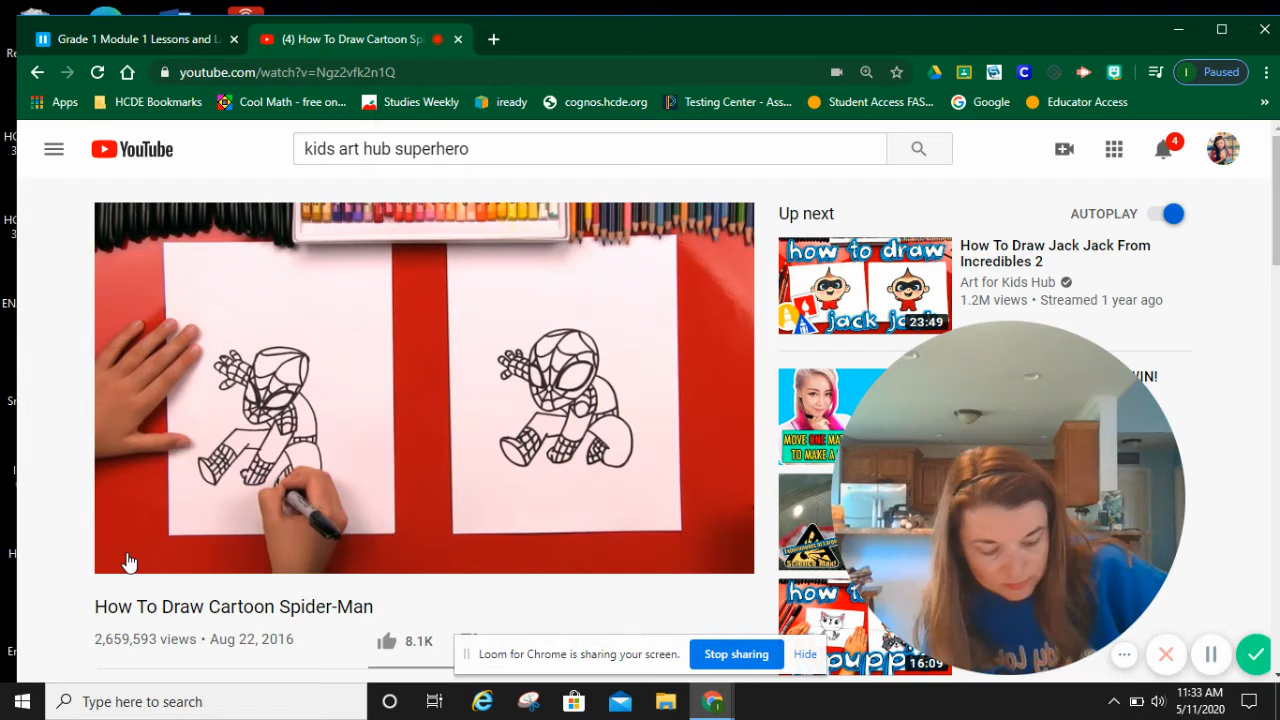 Grade 1 Module 1 Lessons and L
(4) How To Draw Cartoon Sp
youtube.com/watch?v=Ngz2vfk2n1Q
I Paused
Apps
HCDE Bookmarks
Cool Math - free on...
Studies Weekly
iready
cognos.hcde.org
Testing Center - Ass...
Student Access FAS...
Google
Educator Access
»
YouTube
kids art hub superhero
4
Up next
AUTOPLAY
how to draw
jack ja
23:49
How To Draw Jack Jack From
Incredibles 2
Art for Kids Hub
1.2M views • Streamed 1 year ago
WIN!
MOVE ONE MA
TO MAKE A
Science Max!
how t
puppi
16:09
How To Draw Cartoon Spider-Man
2,659,593 views • Aug 22, 2016
8.1K
Loom for Chrome is sharing your screen.
Stop sharing
Hide
Type here to search
11:33 AM
5/11/2020